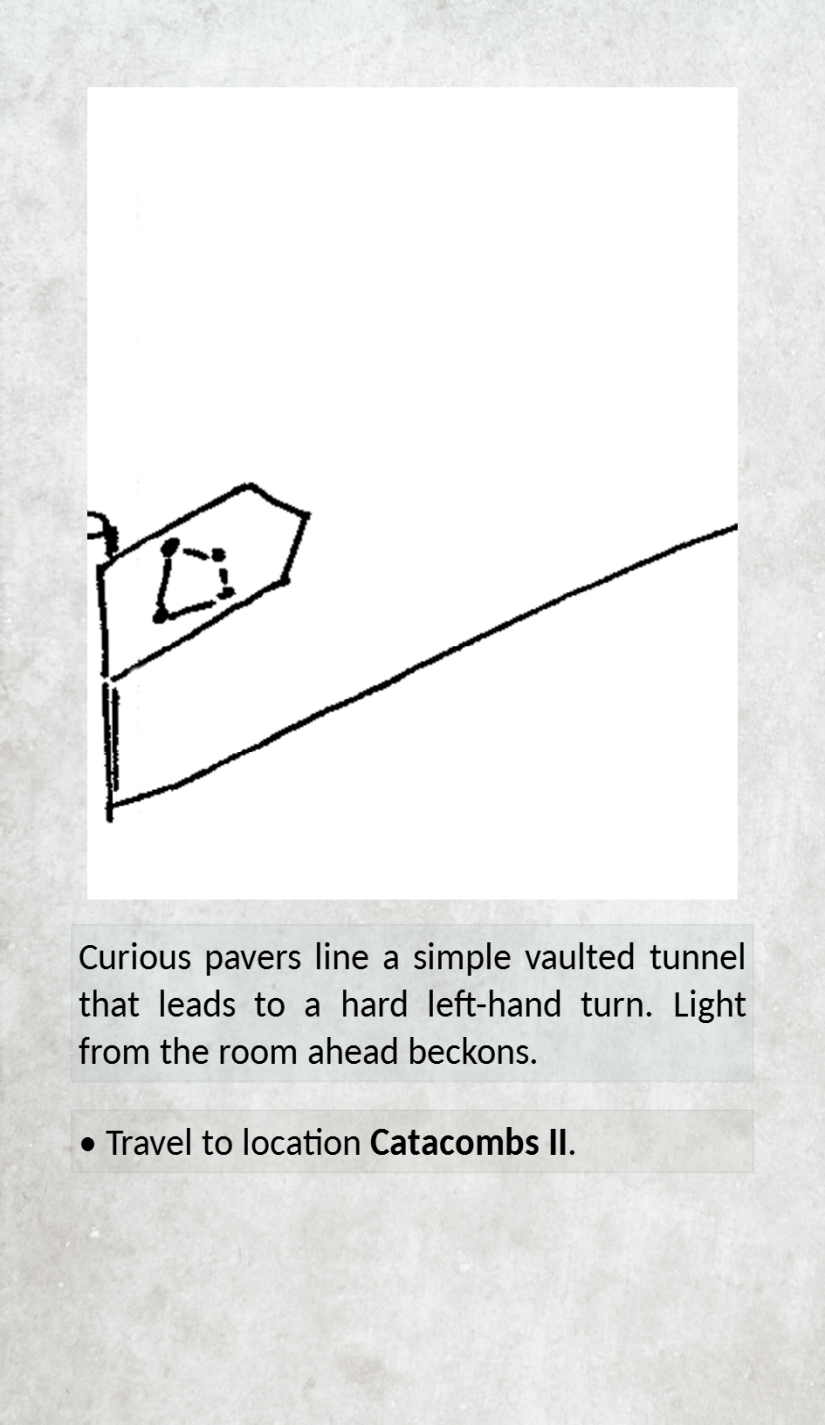 Curious pavers line a simple vaulted tunnel
that leads to a hard left-hand turn. Light
from the room ahead beckons.
• Travel to location Catacombs II.